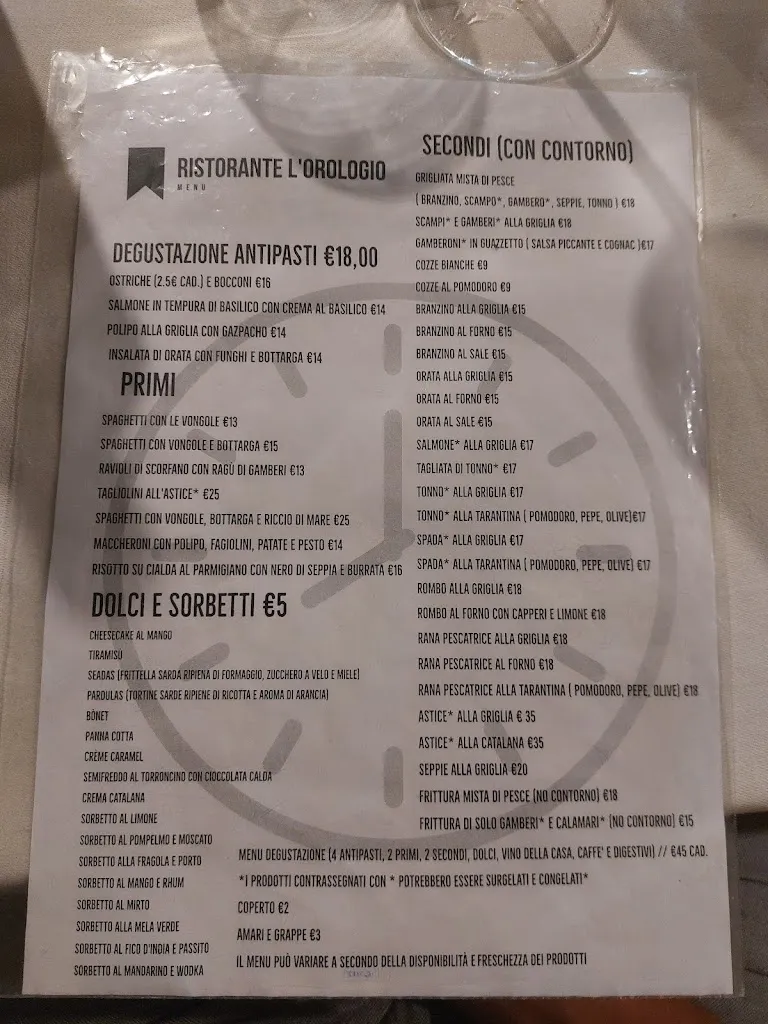 RISTORANTE L'OROLOGIO
MENU
DEGUSTAZIONE ANTIPASTI €18,00
OSTRICHE (2.5€ CAD.) E BOCCONI €16
SALMONE IN TEMPURA DI BASILICO CON CREMA AL BASILICO €14
POLIPO ALLA GRIGLIA CON GAZPACHO €14
INSALATA DI ORATA CON FUNGHI E BOTTARGA €14
PRIMI
SPAGHETTI CON LE VONGOLE €13
SPAGHETTI CON VONGOLE E BOTTARGA €15
RAVIOLI DI SCORFANO CON RAGÙ DI GAMBERI €13
TAGLIOLINI ALL'ASTICE* €25
SPAGHETTI CON VONGOLE, BOTTARGA E RICCIO DI MARE €25
MACCHERONI CON POLIPO, FAGIOLINI, PATATE E PESTO €14
RISOTTO SU CIALDA AL PARMIGIANO CON NERO DI SEPPIA E BURRATA €16
DOLCI E SORBETTI €5
CHEESECAKE AL MANGO
TIRAMISÙ
SEADAS (FRITTELLA SARDA RIPIENA DI FORMAGGIO, ZUCCHERO A VELO E MIELE)
PARDULAS (TORTINE SARDE RIPIENE DI RICOTTA E AROMA DI ARANCIA)
BÖNET
PANNA COTTA
CRÈME CARAMEL
SEMIFREDDO AL TORRONCINO CON CIOCCOLATA CALDA
CREMA CATALANA
SORBETTO AL LIMONE
SORBETTO AL POMPELMO E MOSCATO
SORBETTO ALLA FRAGOLA E PORTO
SORBETTO AL MANGO E RHUM
SORBETTO AL MIRTO
SORBETTO ALLA MELA VERDE
SORBETTO AL FICO D'INDIA E PASSITO
SORBETTO AL MANDARINO E WODKA
SECONDI (CON CONTORNO)
GRIGLIATA MISTA DI PESCE
( BRANZINO, SCAMPO*, GAMBERO*, SEPPIE, TONNO ) €18
SCAMPI* E GAMBERI* ALLA GRIGLIA €18
GAMBERONI* IN GUAZZETTO ( SALSA PICCANTE E COGNAC )€17
COZZE BIANCHE €9
COZZE AL POMODORO €9
BRANZINO ALLA GRIGLIA €15
BRANZINO AL FORNO €15
BRANZINO AL SALE €15
ORATA ALLA GRIGLIA €15
ORATA AL FORNO €15
ORATA AL SALE €15
SALMONE* ALLA GRIGLIA €17
TAGLIATA DI TONNO* €17
TONNO* ALLA GRIGLIA €17
TONNO* ALLA TARANTINA ( POMODORO, PEPE, OLIVE)€17
SPADA* ALLA GRIGLIA €17
SPADA* ALLA TARANTINA ( POMODORO, PEPE, OLIVE) €17
ROMBO ALLA GRIGLIA €18
ROMBO AL FORNO CON CAPPERI E LIMONE €18
RANA PESCATRICE ALLA GRIGLIA €18
RANA PESCATRICE AL FORNO €18
RANA PESCATRICE ALLA TARANTINA ( POMODORO, PEPE, OLIVE) €18
ASTICE* ALLA GRIGLIA € 35
ASTICE* ALLA CATALANA €35
SEPPIE ALLA GRIGLIA €20
FRITTURA MISTA DI PESCE (NO CONTORNO) €18
FRITTURA DI SOLO GAMBERI* E CALAMARI* (NO CONTORNO) €15
MENU DEGUSTAZIONE (4 ANTIPASTI, 2 PRIMI, 2 SECONDI, DOLCI, VINO DELLA CASA, CAFFE' E DIGESTIVI) // €45 CAD.
*I PRODOTTI CONTRASSEGNATI CON * POTREBBERO ESSERE SURGELATI E CONGELATI*
COPERTO €2
AMARI E GRAPPE €3
IL MENU PUÒ VARIARE A SECONDO DELLA DISPONIBILITÀ E FRESCHEZZA DEI PRODOTTI